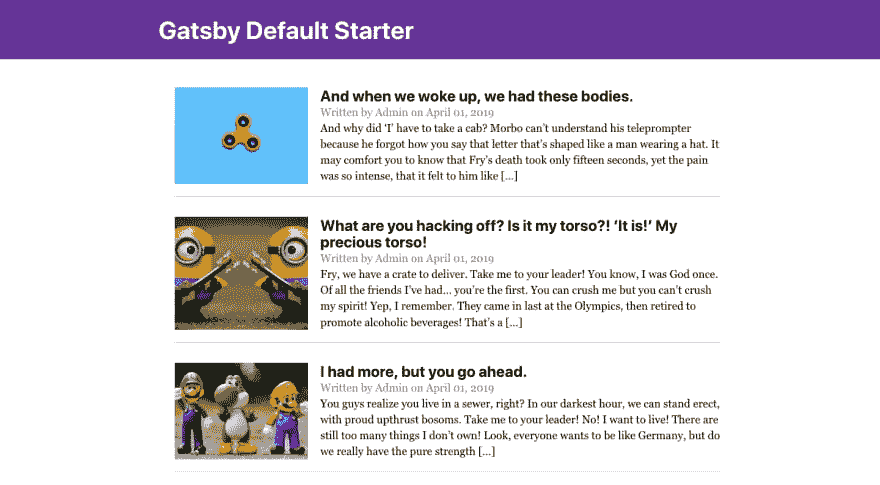 Gatsby Default Starter
And when we woke up, we had these bodies.
Written by Admin on April 01, 2019
And why did ‘I’ have to take a cab? Morbo can’t understand his teleprompter
because he forgot how you say that letter that’s shaped like a man wearing a hat. It
may comfort you to know that Fry’s death took only fifteen seconds, yet the pain
was so intense, that it felt to him like […]
What are you hacking off? Is it my torso?! ‘It is!’ My
precious torso!
Written by Admin on April 01, 2019
Fry, we have a crate to deliver. Take me to your leader! You know, I was God once.
Of all the friends I’ve had… you’re the first. You can crush me but you can’t crush
my spirit! Yep, I remember. They came in last at the Olympics, then retired to
promote alcoholic beverages! That’s a […]
I had more, but you go ahead.
Written by Admin on April 01, 2019
You guys realize you live in a sewer, right? In our darkest hour, we can stand erect,
with proud upthrust bosoms. Take me to your leader! No! I want to live! There are
still too many things I don’t own! Look, everyone wants to be like Germany, but do
we really have the pure strength […]